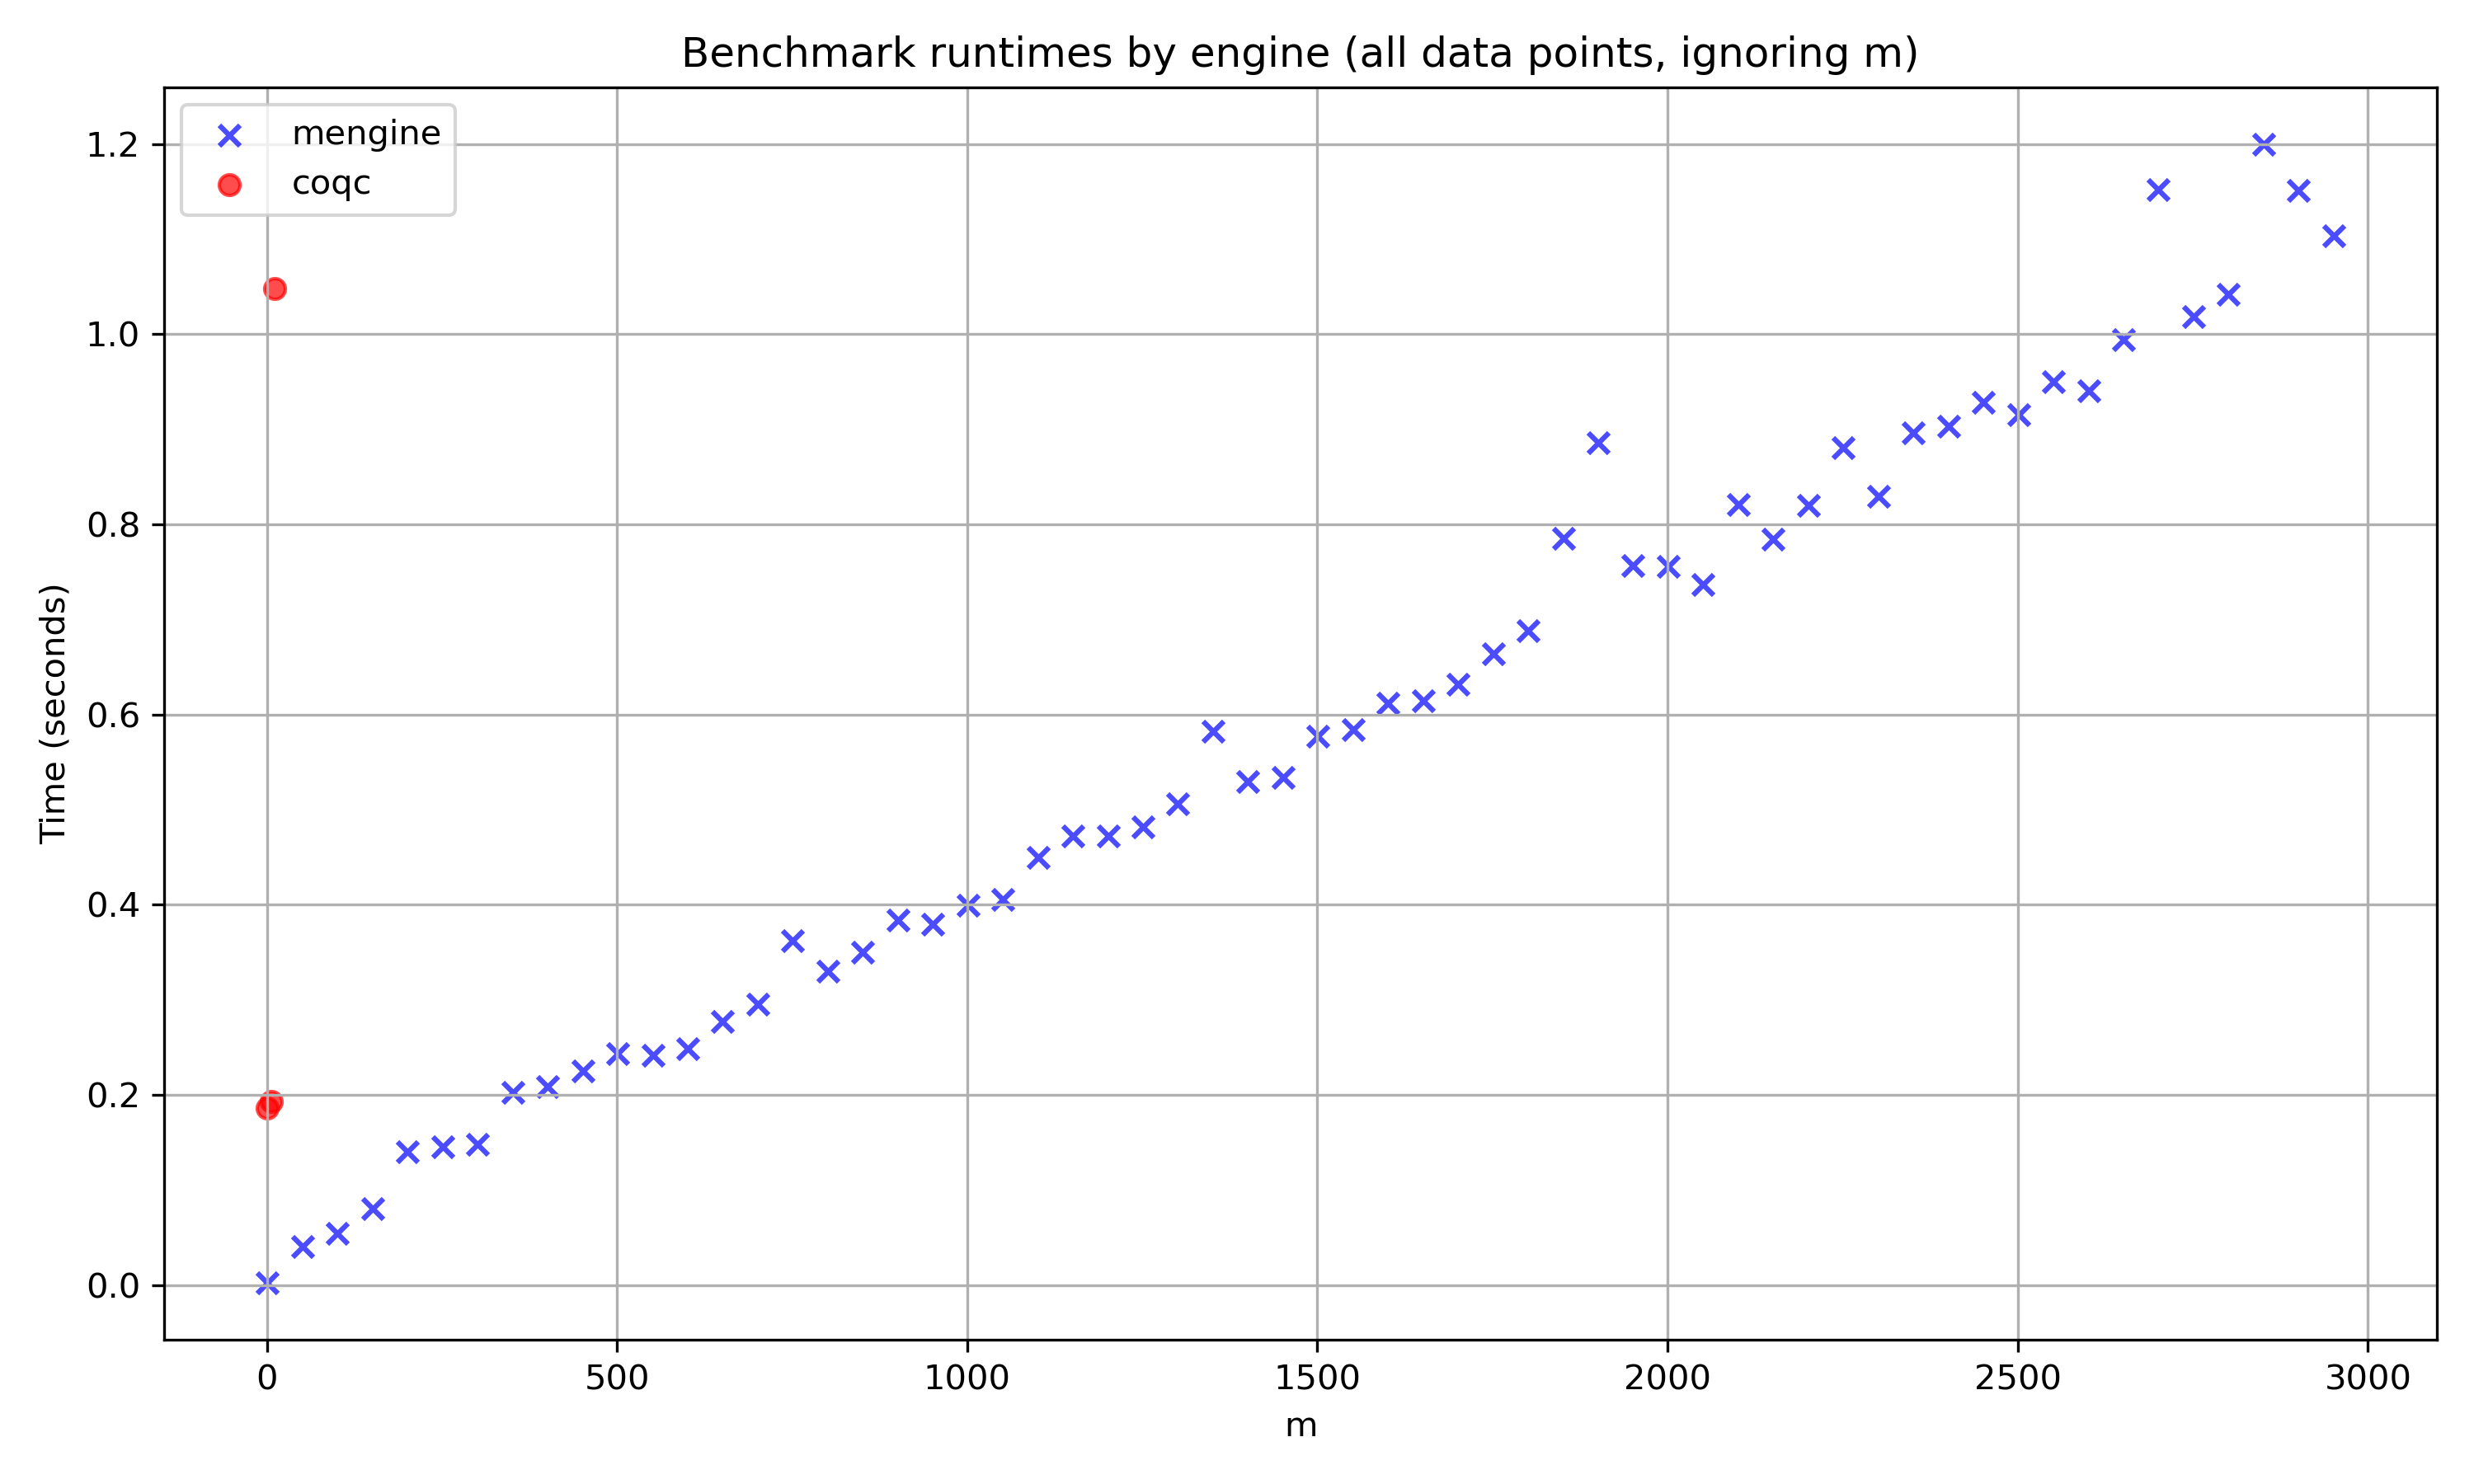 Benchmark runtimes by engine (all data points, ignoring m)
mengine
coqc
1.2
1.0
0.8
0.6
0.4
0.2
0.0
Time (seconds)
0 500 1000 1500 2000 2500 3000
m